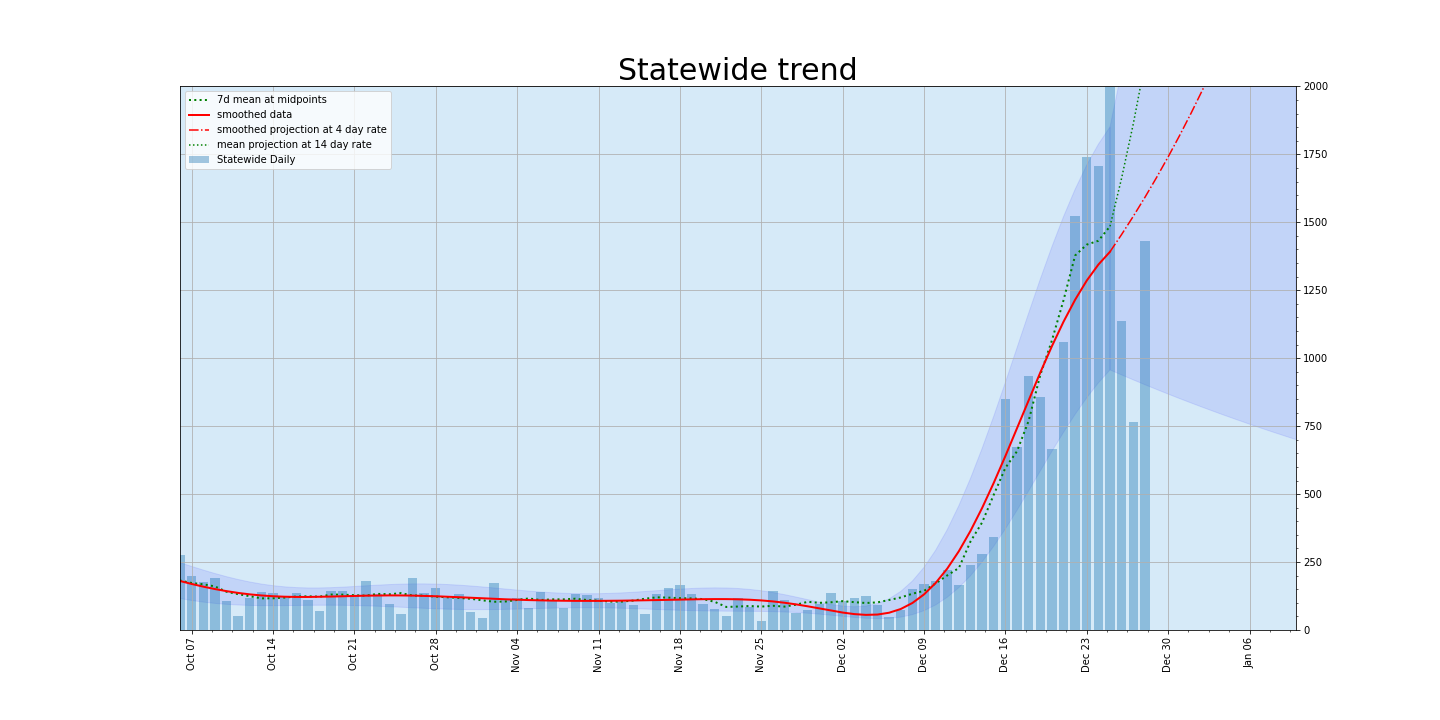 Statewide trend
7d mean at midpoints
smoothed data
smoothed projection at 4 day rate
mean projection at 14 day rate
Statewide Daily
2000
1750
1500
1250
1000
750
500
250
0
Oct 07
Oct 14
Oct 21
Oct 28
Nov 04
Nov 11
Nov 18
Nov 25
Dec 02
Dec 09
Dec 16
Dec 23
Dec 30
Jan 06